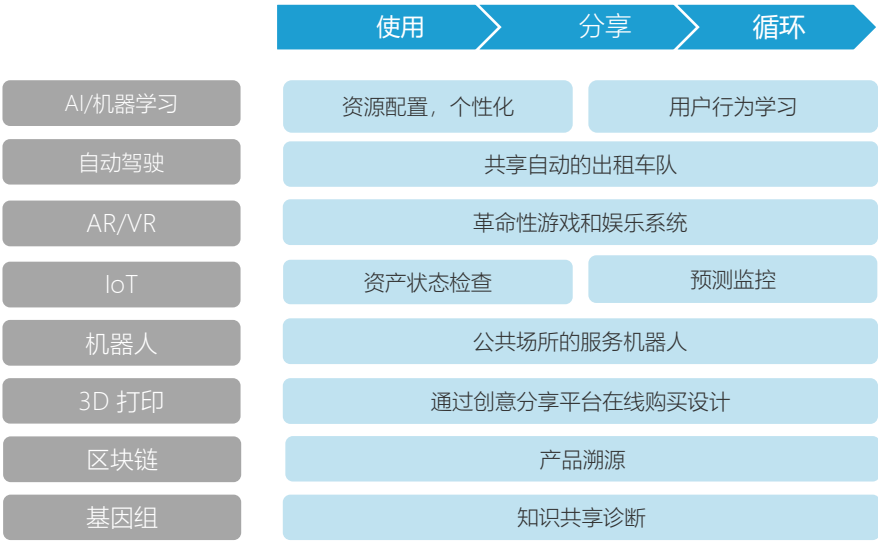 使用
分享
循环
AI/机器学习
资源配置，个性化
用户行为学习
自动驾驶
共享自动的出租车队
AR/VR
革命性游戏和娱乐系统
IoT
资产状态检查
预测监控
机器人
公共场所的服务机器人
3D 打印
通过创意分享平台在线购买设计
区块链
产品溯源
基因组
知识共享诊断